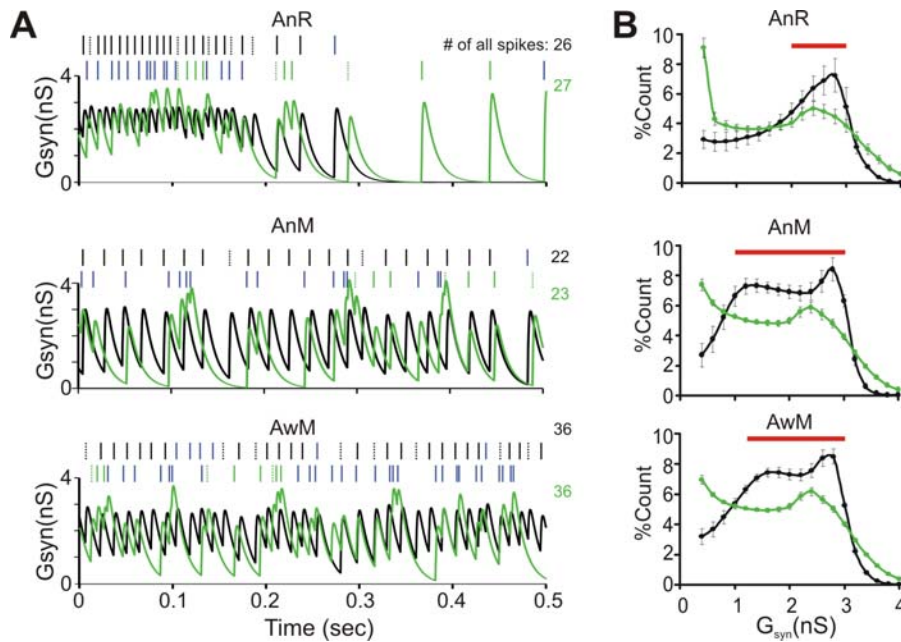 A
AnR
# of all spikes: 26
27
4
Gsyn(nS)
0
AnM
22
23
4
Gsyn(nS)
0
AwM
36
36
4
Gsyn(nS)
0
0 0.1 0.2 0.3 0.4 0.5
Time (sec)
B
AnR
10
8
6
4
2
0
%Count
AnM
10
8
6
4
2
0
%Count
AwM
10
8
6
4
2
0
%Count
0 1 2 3 4
Gsyn(nS)